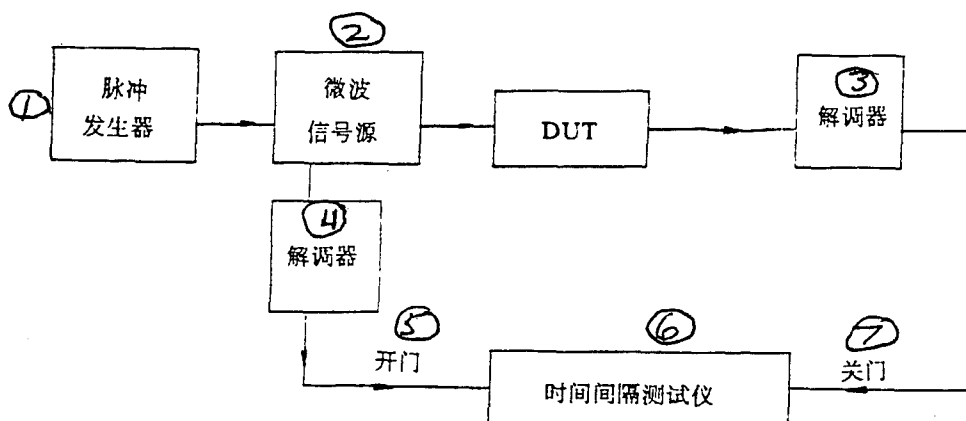 ②
①
脉冲
发生器
微波
信号源
DUT
③
解调器
④
解调器
⑤
开门
⑥
时间间隔测试仪
⑦
关门